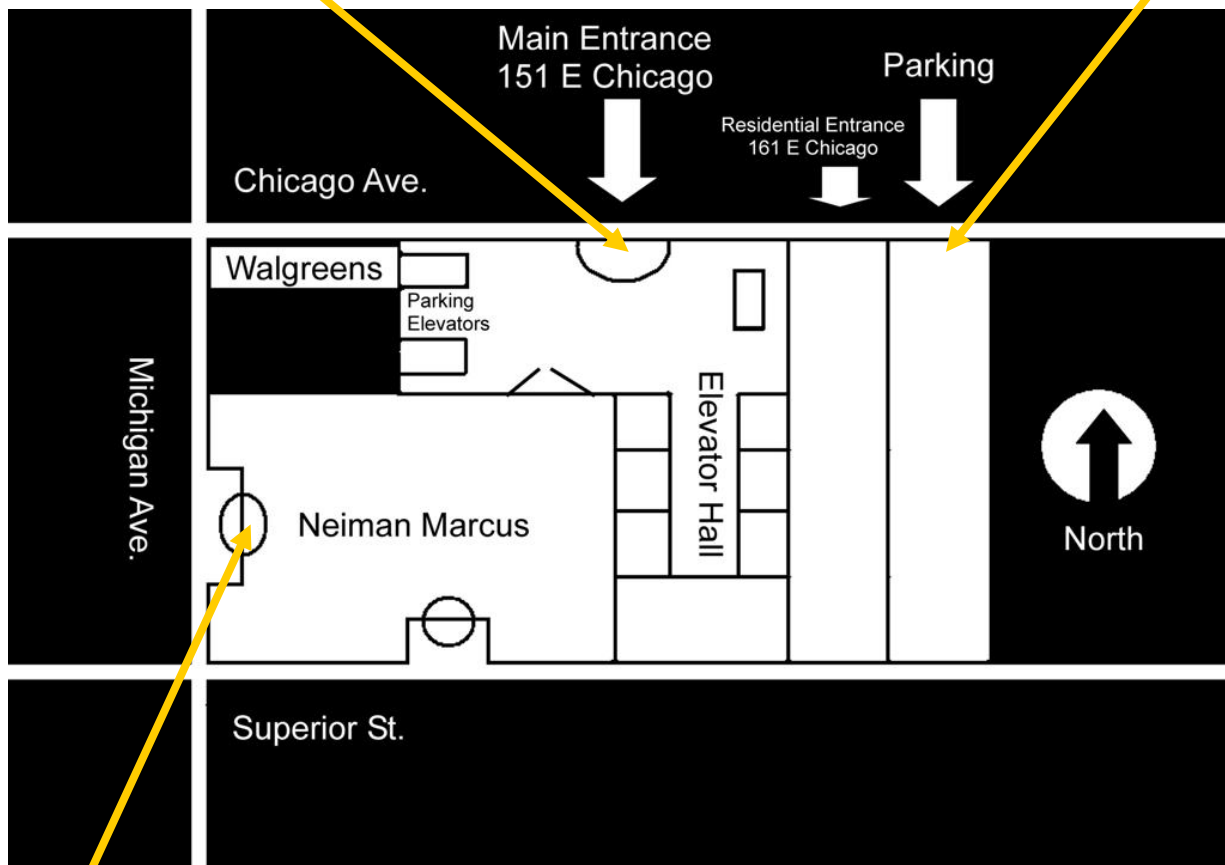 Main Entrance
151 E Chicago
Parking
Residential Entrance
161 E Chicago
Chicago Ave.
Walgreens
Parking
Elevators
Michigan Ave.
Elevator Hall
Neiman Marcus
North
Superior St.